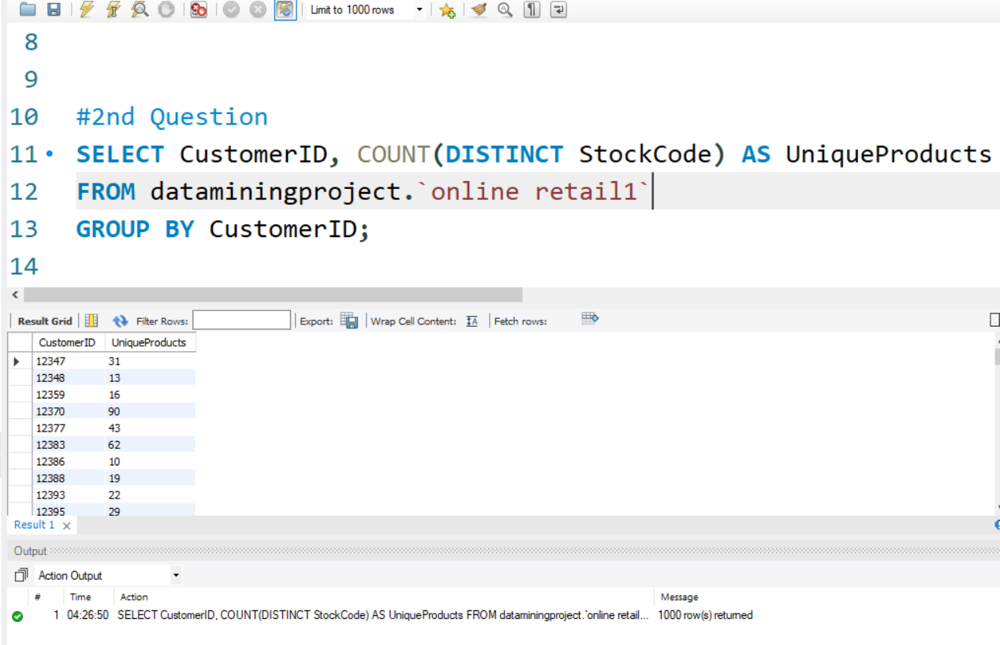 Limit to 1000 rows
8
9
10 #2nd Question
11 SELECT CustomerID, COUNT(DISTINCT StockCode) AS UniqueProducts
12 FROM dataminingproject.`online retail1`
13 GROUP BY CustomerID;
14
Result Grid Filter Rows: Export: Wrap Cell Content: Fetch rows:
CustomerID UniqueProducts
12347 31
12348 13
12359 16
12370 90
12377 43
12383 62
12386 10
12388 19
12393 22
12395 29
Result 1
Output
Action Output
# Time Action Message
1 04:26:50 SELECT CustomerID, COUNT(DISTINCT StockCode) AS UniqueProducts FROM dataminingproject.`online retail... 1000 row(s) returned